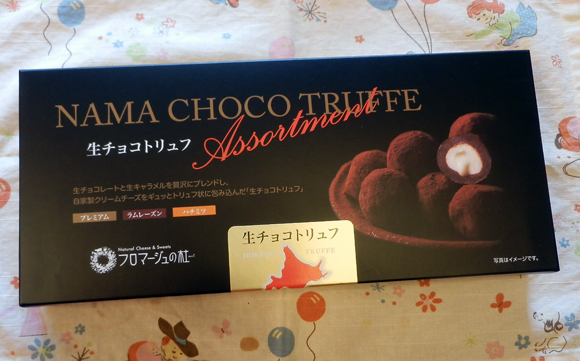 NAMA CHOCO TRUFFE
Assortment
生チョコトリュフ
生チョコレートと生キャラメルを贅沢にブレンドし、
自家製クリームチーズをギュッとトリュフ状に包み込んだ「生チョコトリュフ」
プレミアム ラムレーズン ハチミツ
Natural Cheese & Sweets
フロマージュの杜
生チョコトリュフ
TRUFFE
写真はイメージです。